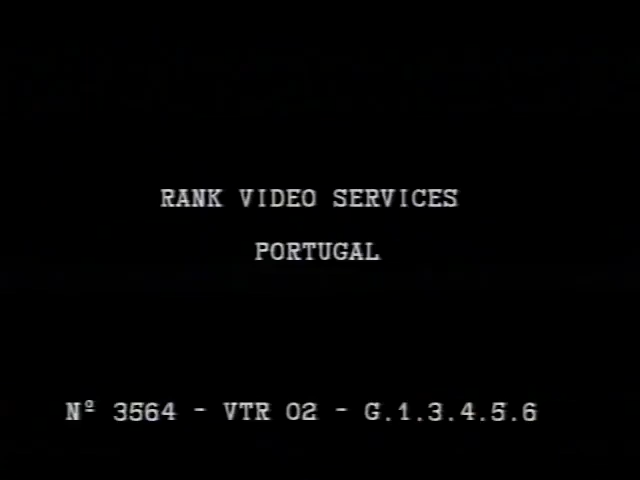 RANK VIDEO SERVICES
PORTUGAL
Nº 3564 - VTR 02 - G.1.3.4.5.6